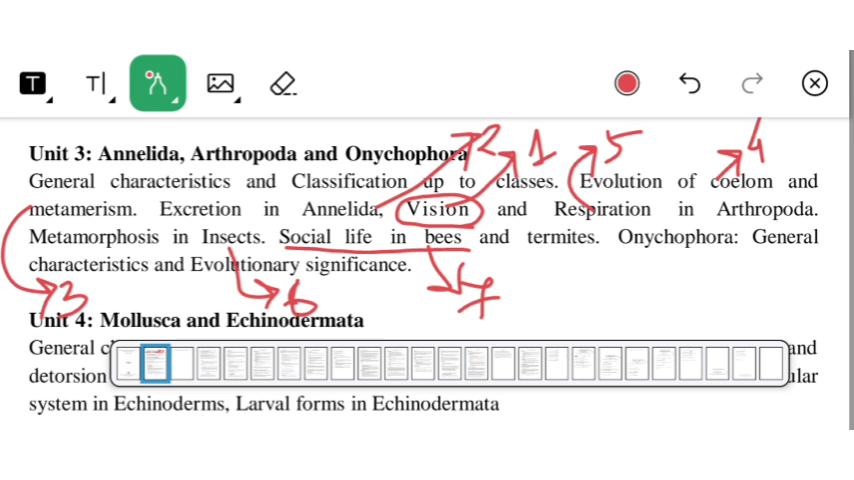 T T|
Unit 3: Annelida, Arthropoda and Onychophora 2 1 5 4
General characteristics and Classification up to classes. Evolution of coelom and
metamerism. Excretion in Annelida, Vision and Respiration in Arthropoda.
Metamorphosis in Insects. Social life in bees and termites. Onychophora: General
characteristics and Evolutionary significance.
3 6 7
Unit 4: Mollusca and Echinodermata
General and
detorsion
system in Echinoderms, Larval forms in Echinodermata